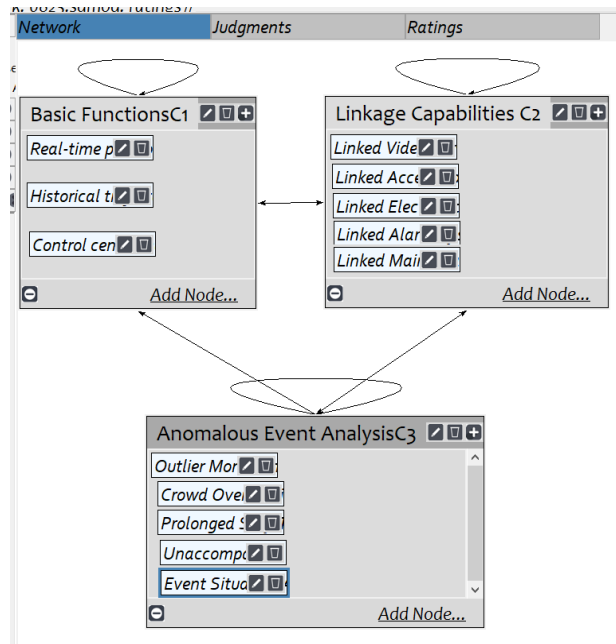 Network Judgments Ratings
Basic FunctionsC1
Real-time p
Historical t
Control cen
Add Node...
Linkage Capabilities C2
Linked Vide
Linked Acce
Linked Elec
Linked Alar
Linked Mai
Add Node...
Anomalous Event AnalysisC3
Outlier Mor
Crowd Ove
Prolonged S
Unaccomp
Event Situa
Add Node...